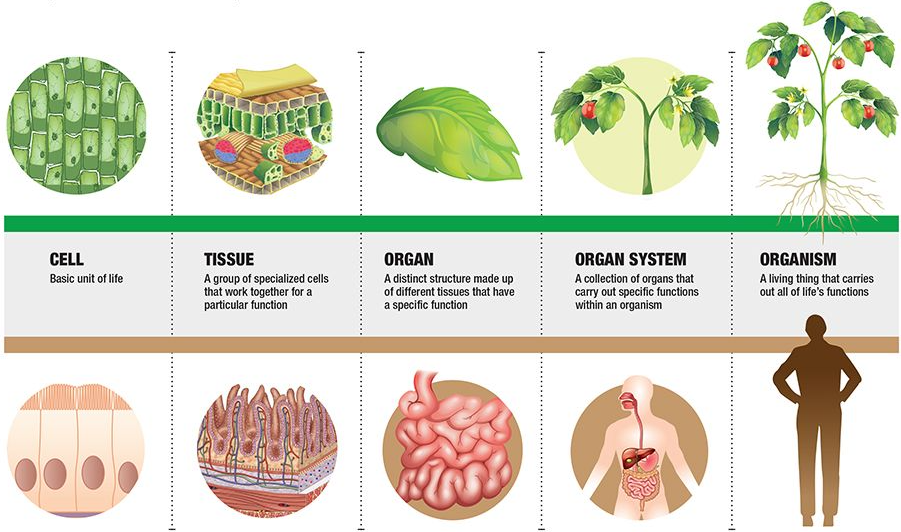 CELL
Basic unit of life
TISSUE
A group of specialized cells
that work together for a
particular function
ORGAN
A distinct structure made up
of different tissues that have
a specific function
ORGAN SYSTEM
A collection of organs that
carry out specific functions
within an organism
ORGANISM
A living thing that carries
out all of life's functions